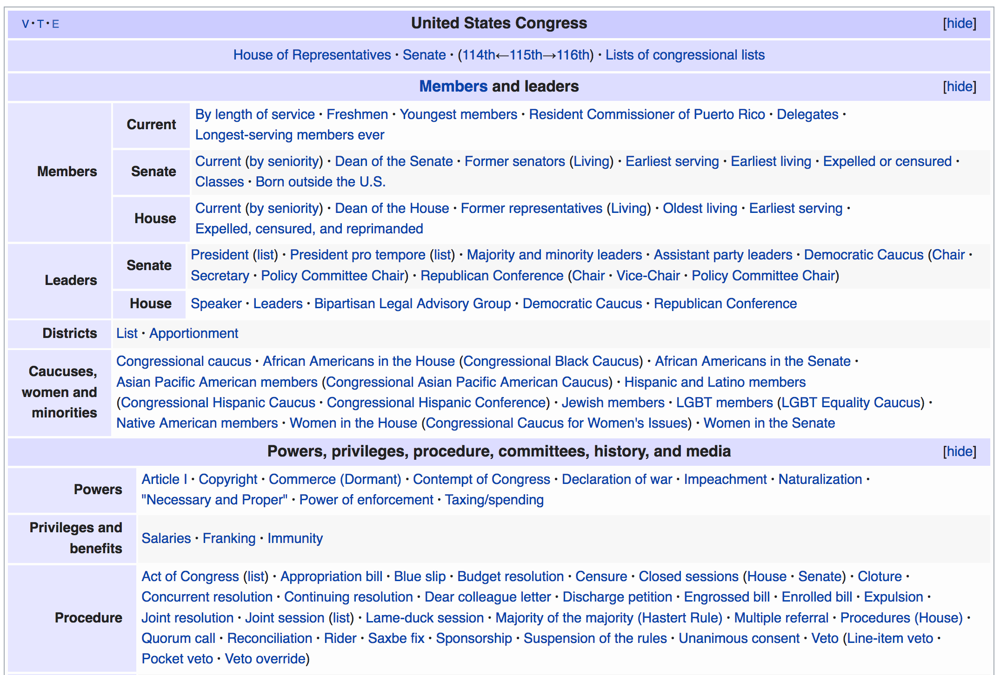 V · T · E United States Congress [hide]
House of Representatives · Senate · (114th←115th→116th) · Lists of congressional lists
Members and leaders [hide]
Members
Current
By length of service · Freshmen · Youngest members · Resident Commissioner of Puerto Rico · Delegates ·
Longest-serving members ever
Senate
Current (by seniority) · Dean of the Senate · Former senators (Living) · Earliest serving · Earliest living · Expelled or censured ·
Classes · Born outside the U.S.
House
Current (by seniority) · Dean of the House · Former representatives (Living) · Oldest living · Earliest serving ·
Expelled, censured, and reprimanded
Leaders
Senate
President (list) · President pro tempore (list) · Majority and minority leaders · Assistant party leaders · Democratic Caucus (Chair ·
Secretary · Policy Committee Chair) · Republican Conference (Chair · Vice-Chair · Policy Committee Chair)
House
Speaker · Leaders · Bipartisan Legal Advisory Group · Democratic Caucus · Republican Conference
Districts
List · Apportionment
Caucuses,
women and
minorities
Congressional caucus · African Americans in the House (Congressional Black Caucus) · African Americans in the Senate ·
Asian Pacific American members (Congressional Asian Pacific American Caucus) · Hispanic and Latino members
(Congressional Hispanic Caucus · Congressional Hispanic Conference) · Jewish members · LGBT members (LGBT Equality Caucus) ·
Native American members · Women in the House (Congressional Caucus for Women's Issues) · Women in the Senate
Powers, privileges, procedure, committees, history, and media [hide]
Powers
Article I · Copyright · Commerce (Dormant) · Contempt of Congress · Declaration of war · Impeachment · Naturalization ·
"Necessary and Proper" · Power of enforcement · Taxing/spending
Privileges and
benefits
Salaries · Franking · Immunity
Procedure
Act of Congress (list) · Appropriation bill · Blue slip · Budget resolution · Censure · Closed sessions (House · Senate) · Cloture ·
Concurrent resolution · Continuing resolution · Dear colleague letter · Discharge petition · Engrossed bill · Enrolled bill · Expulsion ·
Joint resolution · Joint session (list) · Lame-duck session · Majority of the majority (Hastert Rule) · Multiple referral · Procedures (House) ·
Quorum call · Reconciliation · Rider · Saxbe fix · Sponsorship · Suspension of the rules · Unanimous consent · Veto (Line-item veto ·
Pocket veto · Veto override)